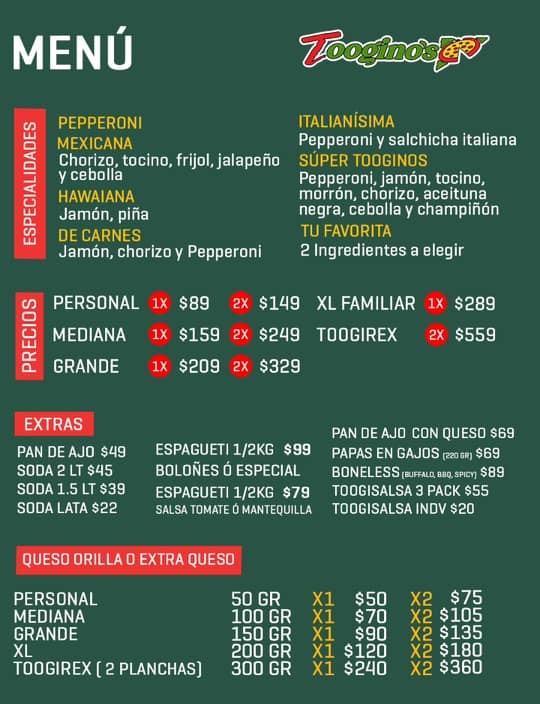 MENÚ
Toogino's
ESPECIALIDADES
PEPPERONI
MEXICANA
Chorizo, tocino, frijol, jalapeño
y cebolla
HAWAIANA
Jamón, piña
DE CARNES
Jamón, chorizo y Pepperoni
ITALIANÍSIMA
Pepperoni y salchicha italiana
SÚPER TOOGINOS
Pepperoni, jamón, tocino,
morrón, chorizo, aceituna
negra, cebolla y champiñón
TU FAVORITA
2 Ingredientes a elegir
PRECIOS
PERSONAL 1X $89 2X $149
MEDIANA 1X $159 2X $249
GRANDE 1X $209 2X $329
XL FAMILIAR 1X $289
TOOGIREX 2X $559
EXTRAS
PAN DE AJO $49
SODA 2 LT $45
SODA 1.5 LT $39
SODA LATA $22
ESPAGUETI 1/2KG $99
BOLOÑES Ó ESPECIAL
ESPAGUETI 1/2KG $79
SALSA TOMATE Ó MANTEQUILLA
PAN DE AJO CON QUESO $69
PAPAS EN GAJOS (220 GR) $69
BONELESS (BUFFALO, BBQ, SPICY) $89
TOOGISALSA 3 PACK $55
TOOGISALSA INDV $20
QUESO ORILLA O EXTRA QUESO
PERSONAL 50 GR X1 $50 X2 $75
MEDIANA 100 GR X1 $70 X2 $105
GRANDE 150 GR X1 $90 X2 $135
XL 200 GR X1 $120 X2 $180
TOOGIREX ( 2 PLANCHAS) 300 GR X1 $240 X2 $360